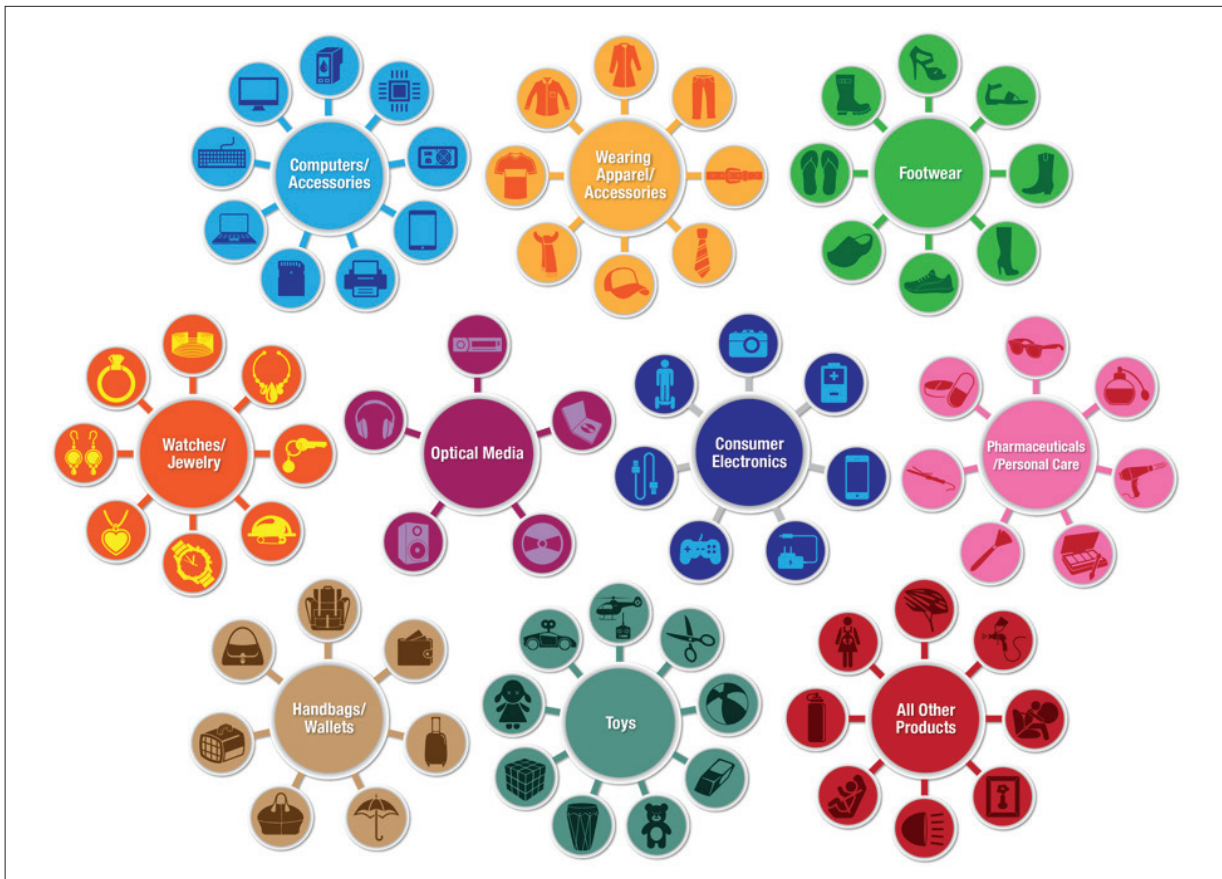 Computers/
Accessories
Wearing
Apparel/
Accessories
Footwear
Watches/
Jewelry
Optical Media
Consumer
Electronics
Pharmaceuticals
/Personal Care
Handbags/
Wallets
Toys
All Other
Products